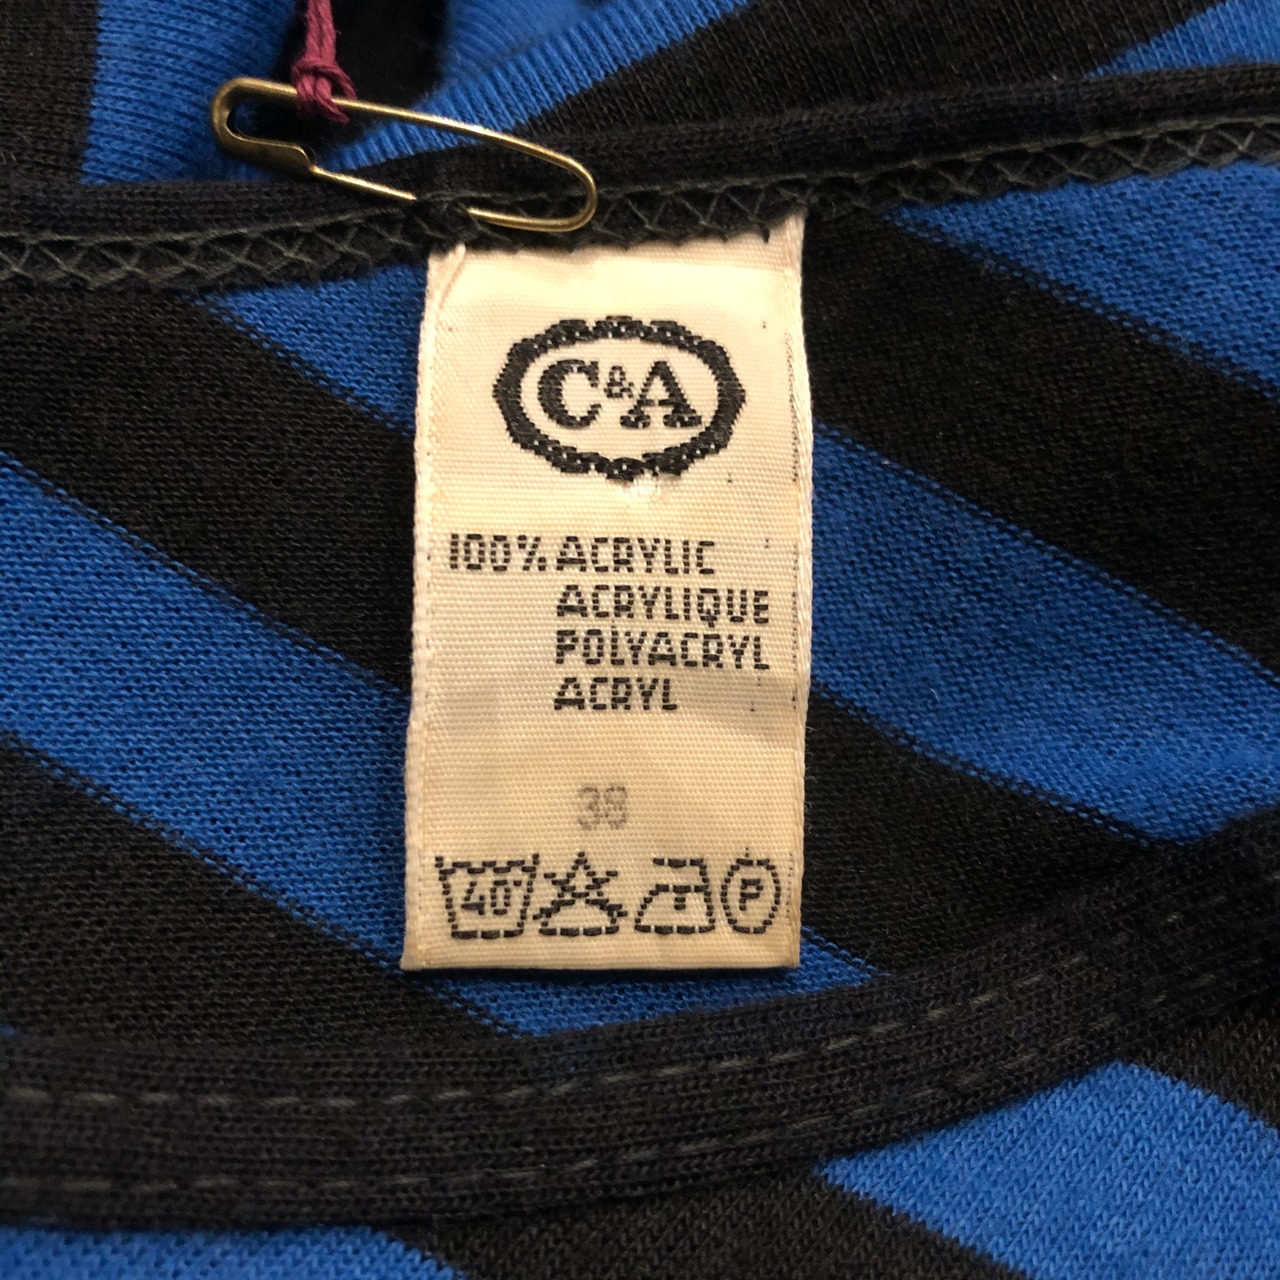 C&A
100% ACRYLIC
ACRYLIQUE
POLYACRYL
ACRYL
38
40° P